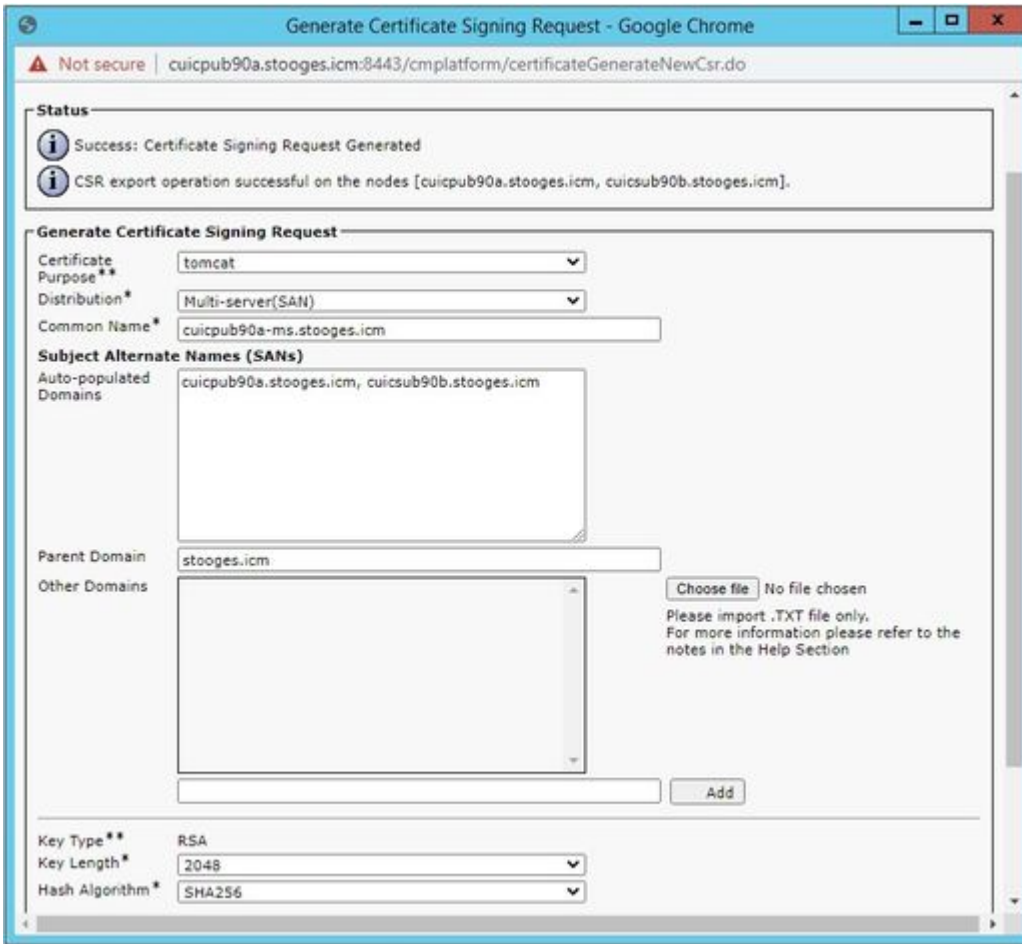 Generate Certificate Signing Request - Google Chrome
Not secure | cuicpub90a.stooges.icm:8443/cmplatform/certificateGenerateNewCsr.do
Status
Success: Certificate Signing Request Generated
CSR export operation successful on the nodes [cuicpub90a.stooges.icm, cuicsub90b.stooges.icm].
Generate Certificate Signing Request
Certificate
Purpose**
tomcat
Distribution*
Multi-server(SAN)
Common Name*
cuicpub90a-ms.stooges.icm
Subject Alternate Names (SANs)
Auto-populated
Domains
cuicpub90a.stooges.icm, cuicsub90b.stooges.icm
Parent Domain
stooges.icm
Other Domains
Choose file No file chosen
Please import .TXT file only.
For more information please refer to the
notes in the Help Section
Add
Key Type** RSA
Key Length* 2048
Hash Algorithm* SHA256